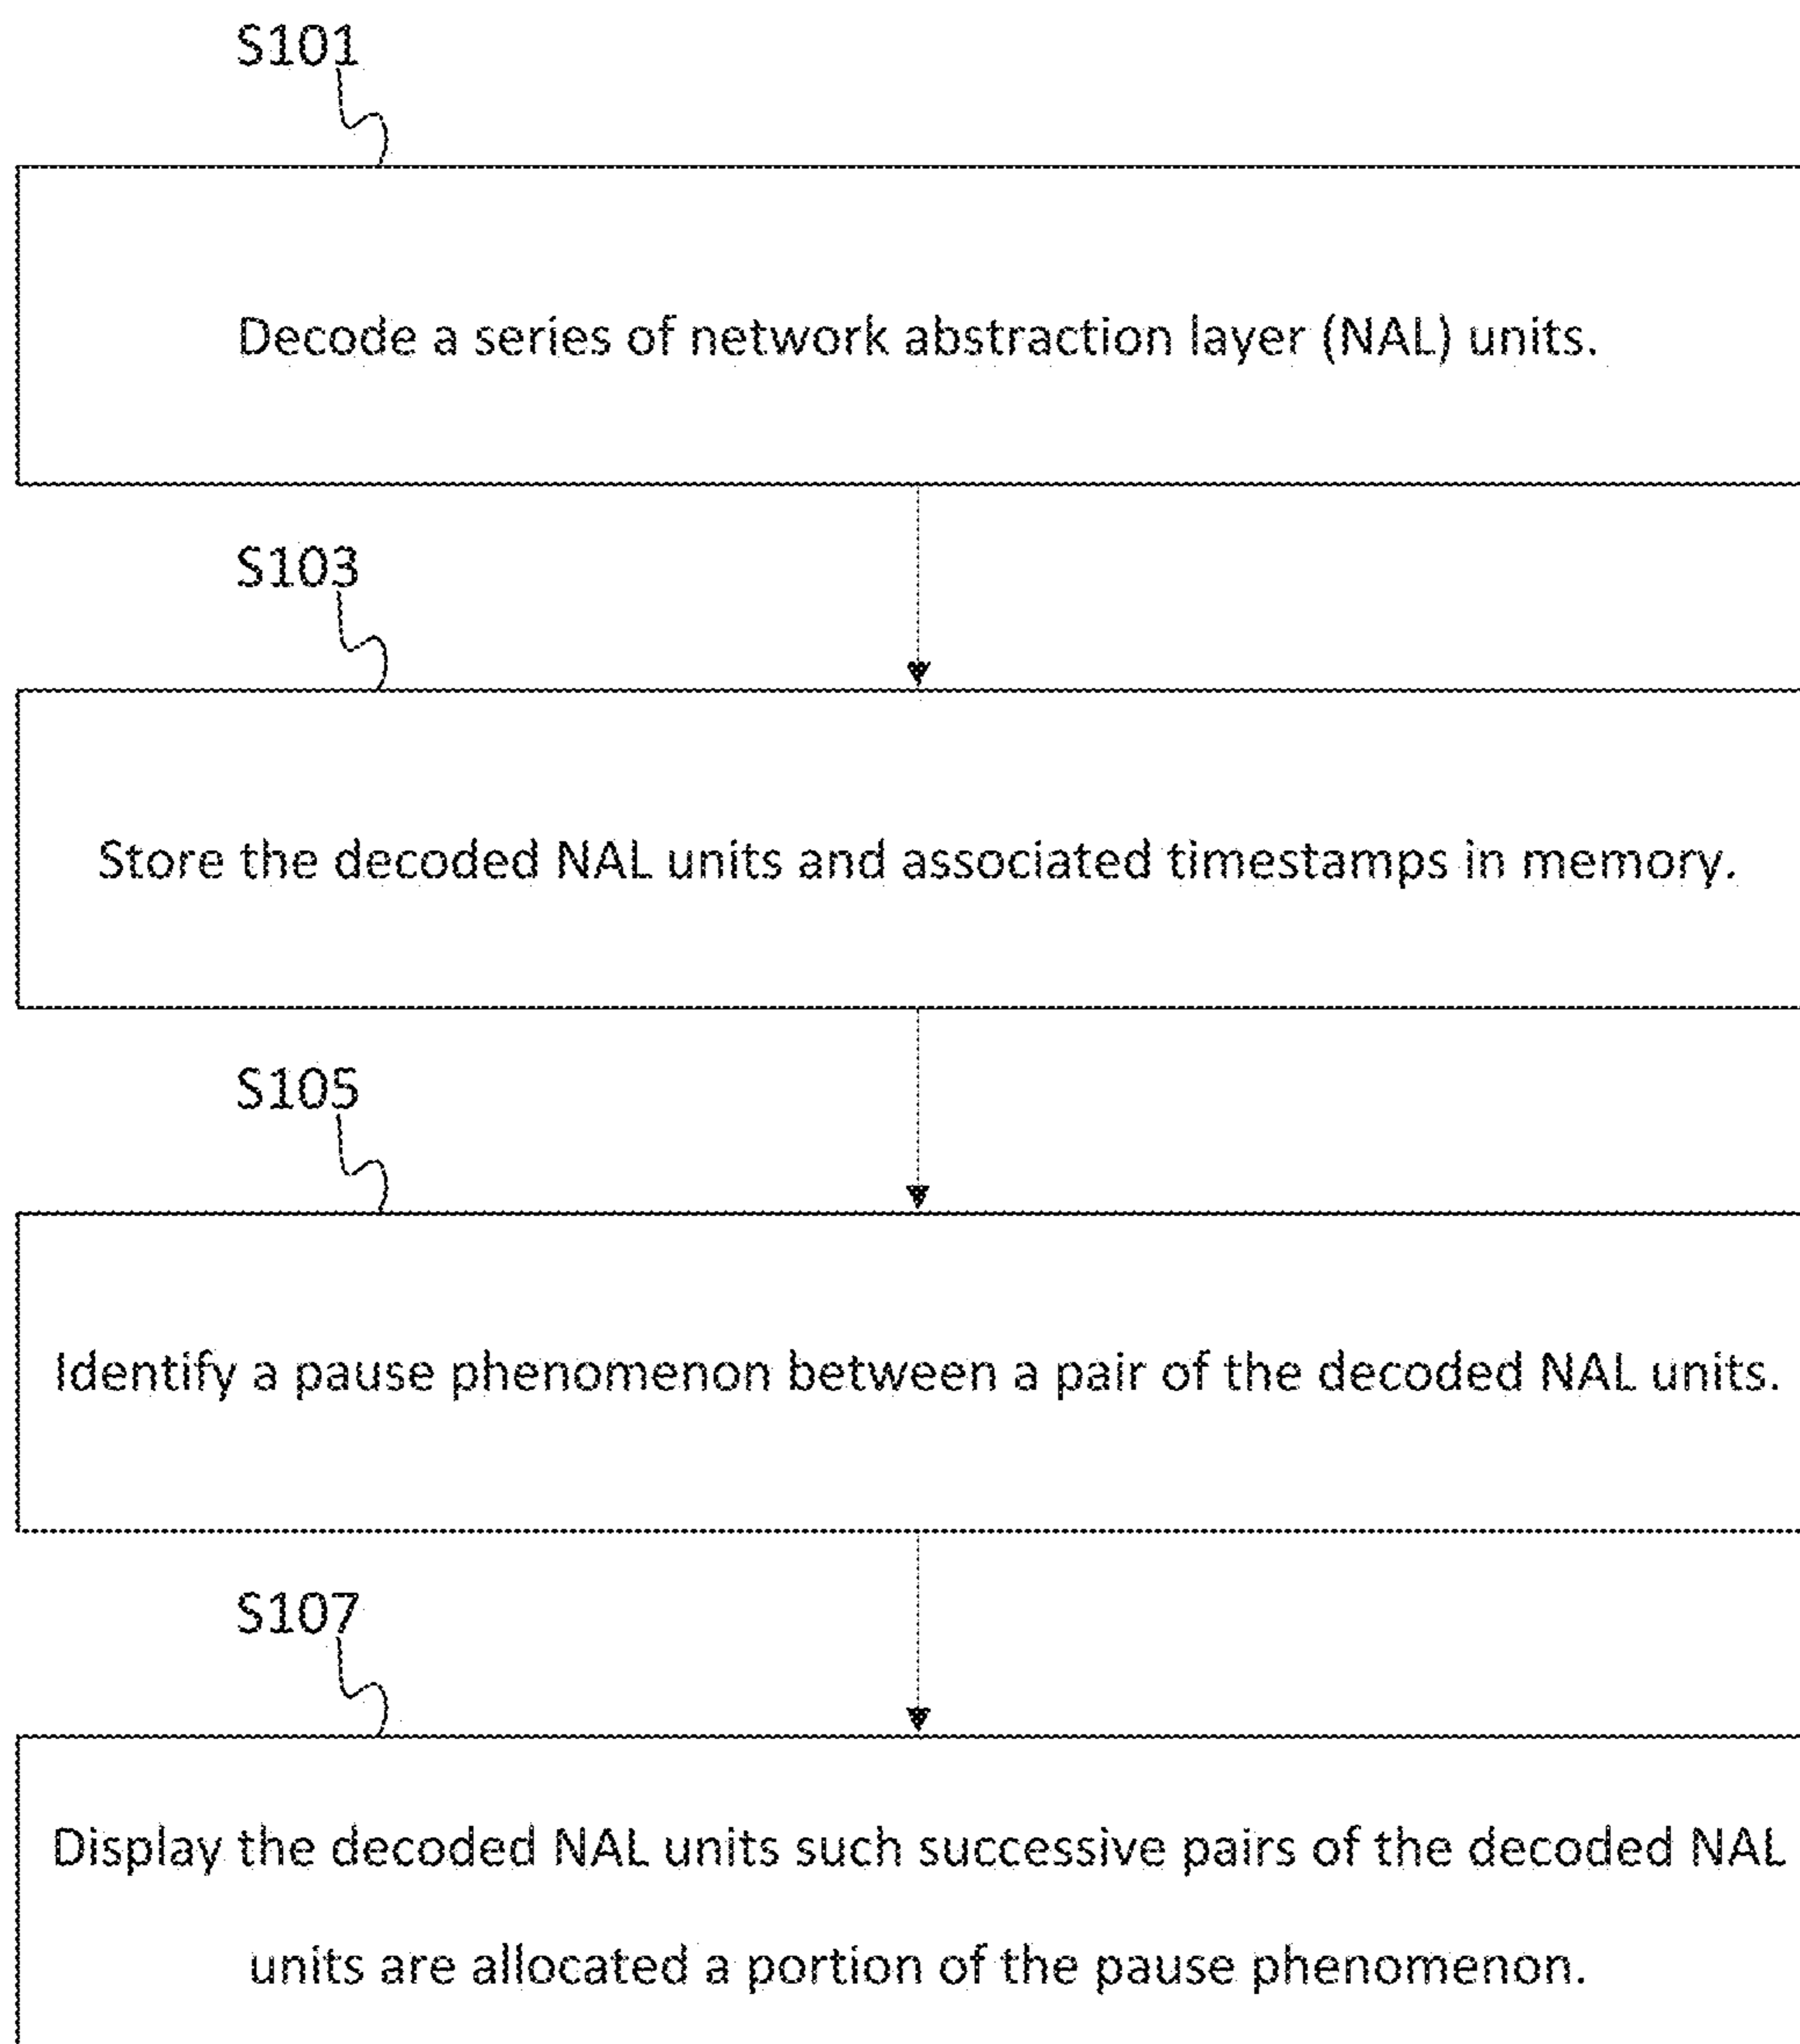 S101
Decode a series of network abstraction layer (NAL) units.
S103
Store the decoded NAL units and associated timestamps in memory.
S105
Identify a pause phenomenon between a pair of the decoded NAL units.
S107
Display the decoded NAL units such successive pairs of the decoded NAL
units are allocated a portion of the pause phenomenon.